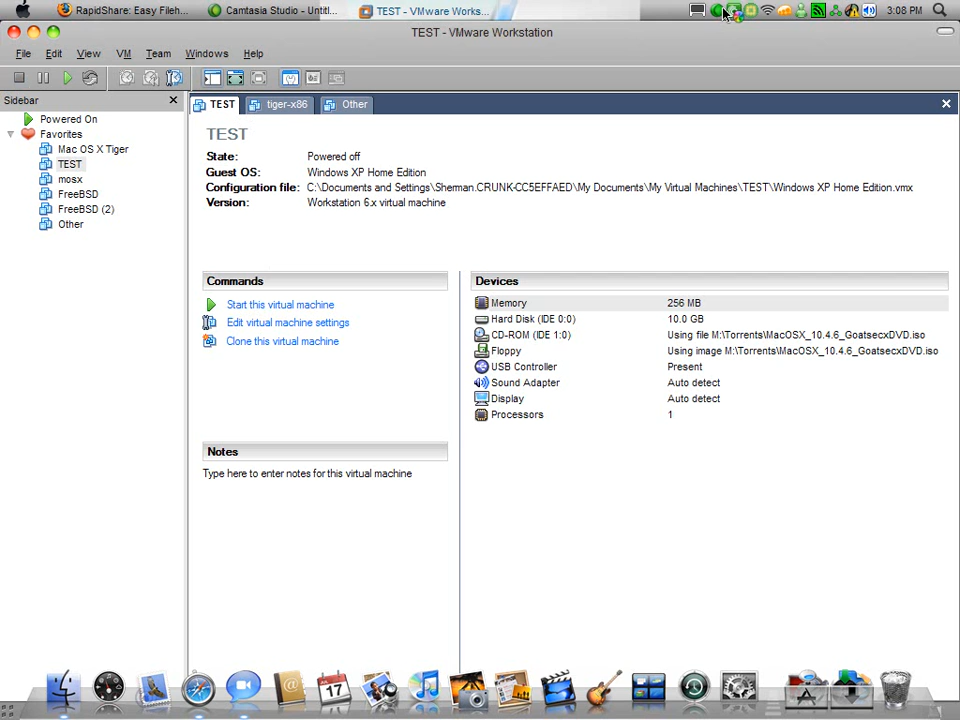 RapidShare: Easy Fileh...
Camtasia Studio - Untitl...
TEST - VMware Works...
3:08 PM
TEST - VMware Workstation
File Edit View VM Team Windows Help
Sidebar
TEST
tiger-x86
Other
Powered On
Favorites
Mac OS X Tiger
TEST
mosx
FreeBSD
FreeBSD (2)
Other
TEST
State: Powered off
Guest OS: Windows XP Home Edition
Configuration file: C:\Documents and Settings\Sherman.CRUNK-CC5EFFAED\My Documents\My Virtual Machines\TEST\Windows XP Home Edition.vmx
Version: Workstation 6.x virtual machine
Commands
Start this virtual machine
Edit virtual machine settings
Clone this virtual machine
Notes
Type here to enter notes for this virtual machine
Devices
Memory 256 MB
Hard Disk (IDE 0:0) 10.0 GB
CD-ROM (IDE 1:0) Using file M:\Torrents\MacOSX_10.4.6_GoatsecxDVD.iso
Floppy Using image M:\Torrents\MacOSX_10.4.6_GoatsecxDVD.iso
USB Controller Present
Sound Adapter Auto detect
Display Auto detect
Processors 1
17